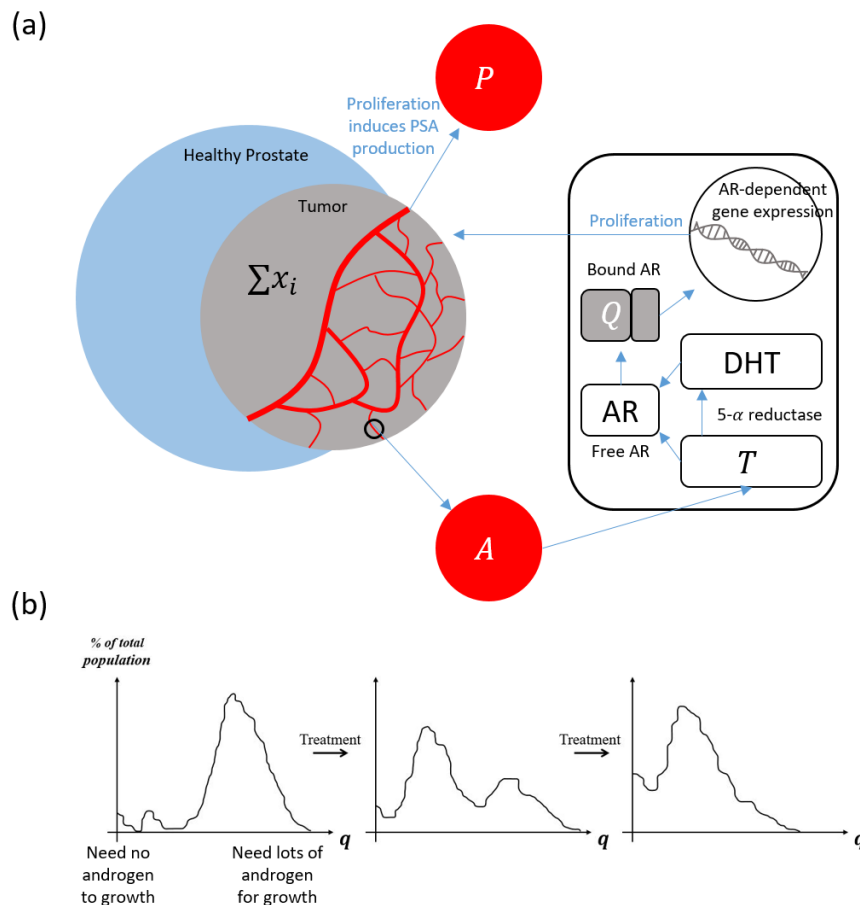 (a)
P
Proliferation
induces PSA
production
Healthy Prostate
Tumor
∑x_i
AR-dependent
gene expression
Proliferation
Bound AR
Q
DHT
AR
5-α reductase
Free AR
T
A
(b)
% of total
population
Treatment
Treatment
q
q
q
Need no
androgen
to growth
Need lots of
androgen
for growth